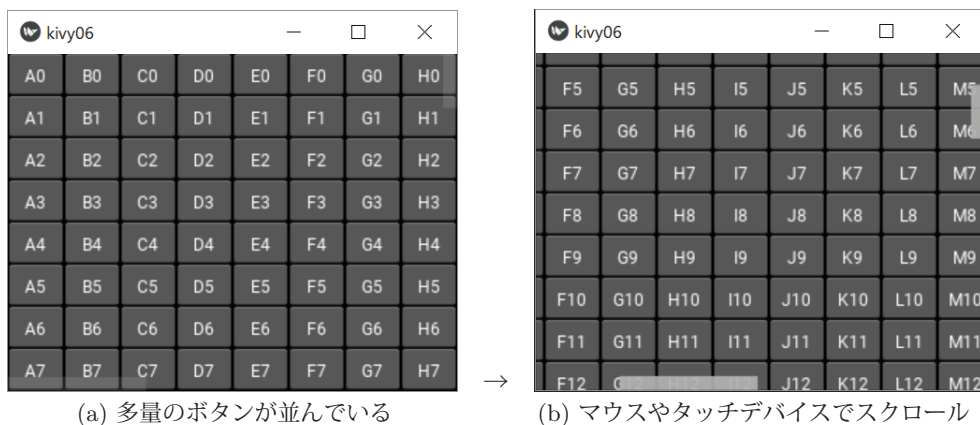 kivy06
A0 B0 C0 D0 E0 F0 G0 H0
A1 B1 C1 D1 E1 F1 G1 H1
A2 B2 C2 D2 E2 F2 G2 H2
A3 B3 C3 D3 E3 F3 G3 H3
A4 B4 C4 D4 E4 F4 G4 H4
A5 B5 C5 D5 E5 F5 G5 H5
A6 B6 C6 D6 E6 F6 G6 H6
A7 B7 C7 D7 E7 F7 G7 H7
(a) 多量のボタンが並んでいる
→
kivy06
F5 G5 H5 I5 J5 K5 L5 M5
F6 G6 H6 I6 J6 K6 L6 M6
F7 G7 H7 I7 J7 K7 L7 M7
F8 G8 H8 I8 J8 K8 L8 M8
F9 G9 H9 I9 J9 K9 L9 M9
F10 G10 H10 I10 J10 K10 L10 M10
F11 G11 H11 I11 J11 K11 L11 M11
F12 G12 H12 I12 J12 K12 L12 M12
(b) マウスやタッチデバイスでスクロール